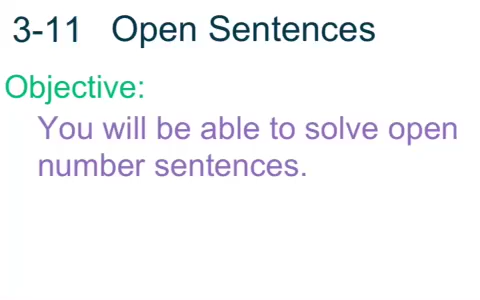 3-11 Open Sentences
Objective:
You will be able to solve open
number sentences.